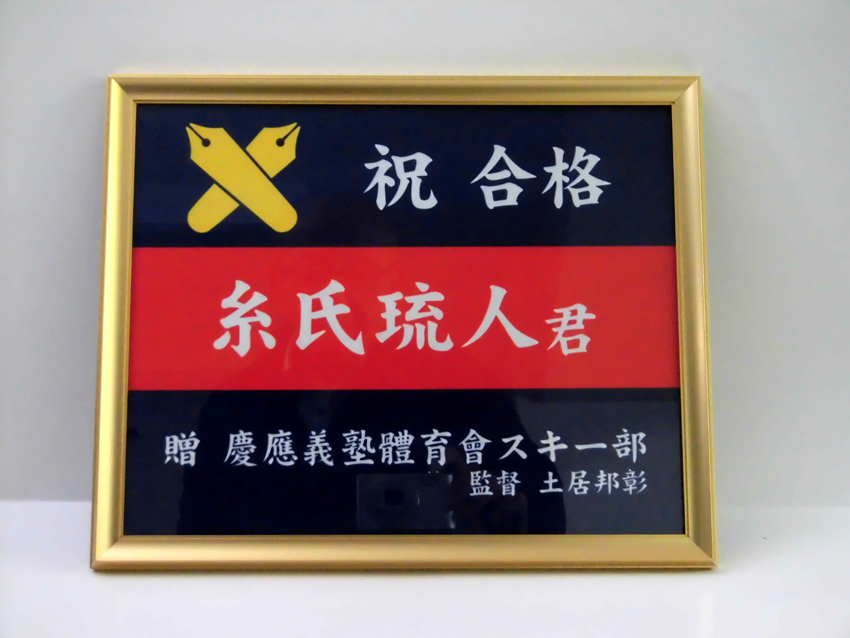 祝 合格
糸氏琉人君
贈 慶應義塾體育會スキー部
監督 土居邦彰